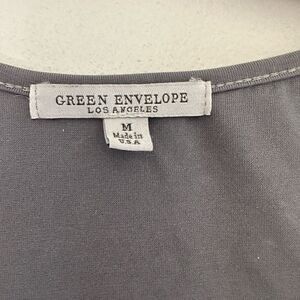 GREEN ENVELOPE
LOS ANGELES
M
Made in
U.S.A